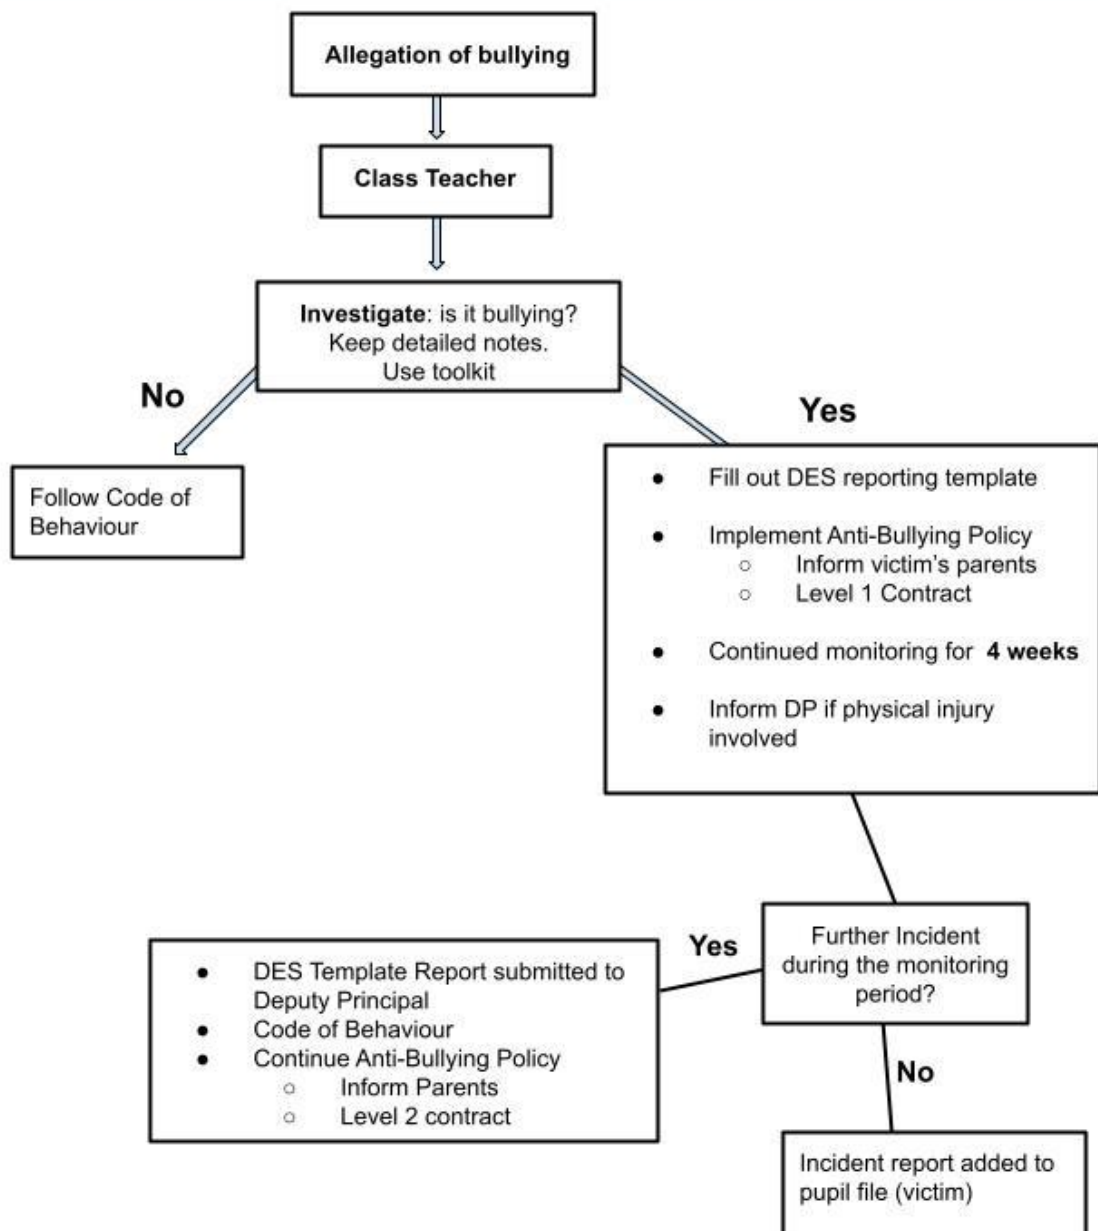 Allegation of bullying
Class Teacher
Investigate: is it bullying?
Keep detailed notes.
Use toolkit
No
Yes
Follow Code of
Behaviour
● Fill out DES reporting template
● Implement Anti-Bullying Policy
○ Inform victim's parents
○ Level 1 Contract
● Continued monitoring for 4 weeks
● Inform DP if physical injury
involved
Further Incident
during the monitoring
period?
Yes
● DES Template Report submitted to
Deputy Principal
● Code of Behaviour
● Continue Anti-Bullying Policy
○ Inform Parents
○ Level 2 contract
No
Incident report added to
pupil file (victim)